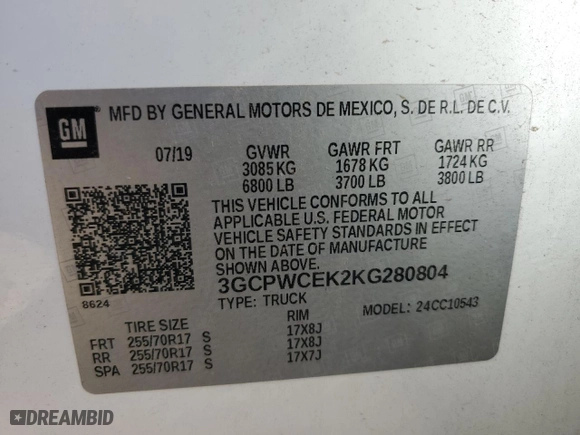 GM
MFD BY GENERAL MOTORS DE MEXICO, S. DE R.L. DE C.V.
07/19 GVWR GAWR FRT GAWR RR
3085 KG 1678 KG 1724 KG
6800 LB 3700 LB 3800 LB
THIS VEHICLE CONFORMS TO ALL
APPLICABLE U.S. FEDERAL MOTOR
VEHICLE SAFETY STANDARDS IN EFFECT
ON THE DATE OF MANUFACTURE
SHOWN ABOVE.
3GCPWCEK2KG280804
8624
TYPE: TRUCK MODEL: 24CC10543
TIRE SIZE RIM
FRT 255/70R17 S 17X8J
RR 255/70R17 S 17X8J
SPA 255/70R17 S 17X7J
DREAMBID